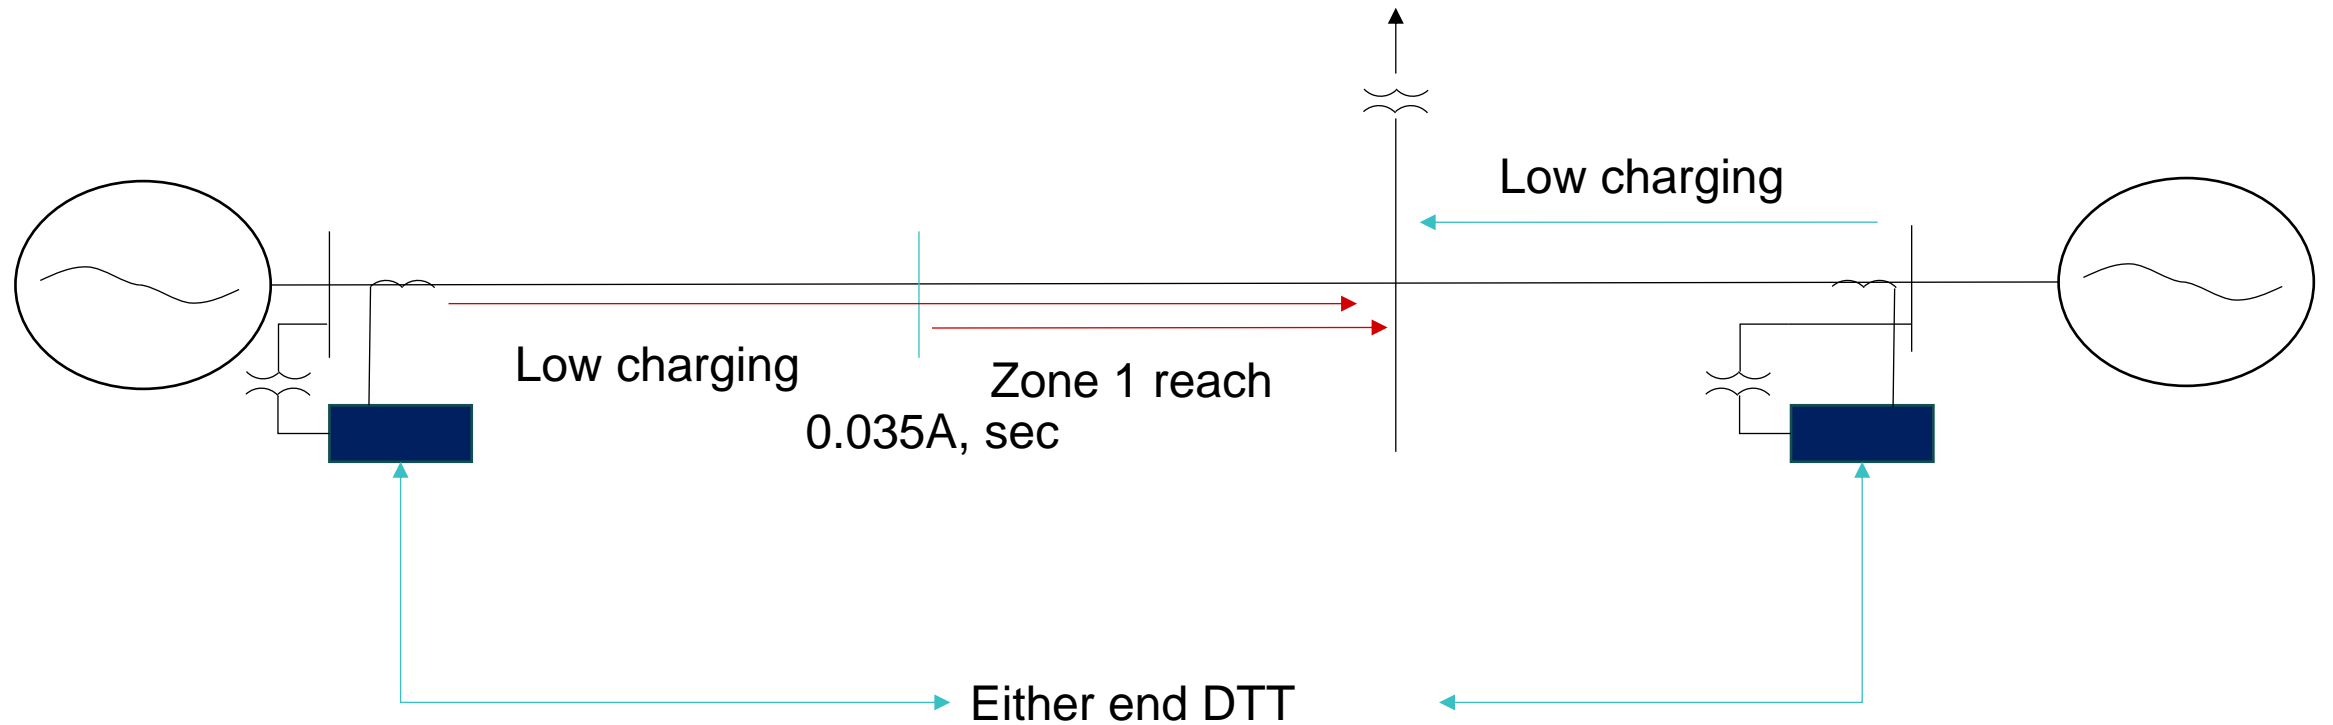 Low charging
Low charging
Zone 1 reach
0.035A, sec
Either end DTT